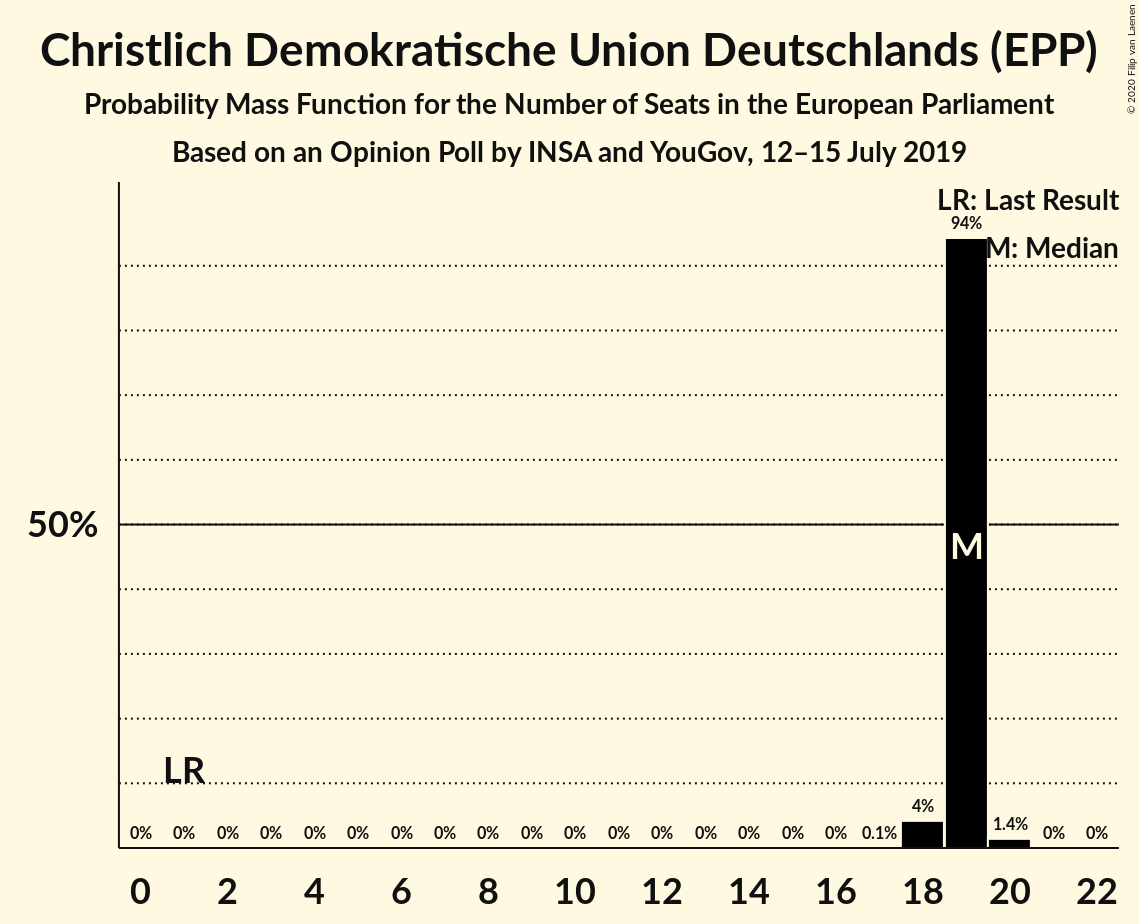 Christlich Demokratische Union Deutschlands (EPP)
Probability Mass Function for the Number of Seats in the European Parliament
Based on an Opinion Poll by INSA and YouGov, 12–15 July 2019
© 2020 Filip van Laenen
LR: Last Result
94%
M: Median
50%
M
LR
0% 0% 0% 0% 0% 0% 0% 0% 0% 0% 0% 0% 0% 0% 0% 0% 0% 0.1% 4% 1.4% 0% 0%
0 2 4 6 8 10 12 14 16 18 20 22